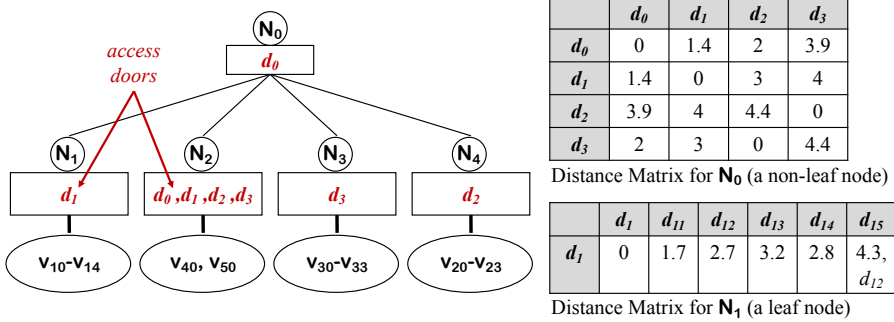 N0
d0
access
doors
N1 N2 N3 N4
d1 d0 ,d1 ,d2 ,d3 d3 d2
v10-v14 v40, v50 v30-v33 v20-v23
d0 d1 d2 d3
d0 0 1.4 2 3.9
d1 1.4 0 3 4
d2 3.9 4 4.4 0
d3 2 3 0 4.4
Distance Matrix for N0 (a non-leaf node)
d1 d11 d12 d13 d14 d15
d1 0 1.7 2.7 3.2 2.8 4.3,
d12
Distance Matrix for N1 (a leaf node)